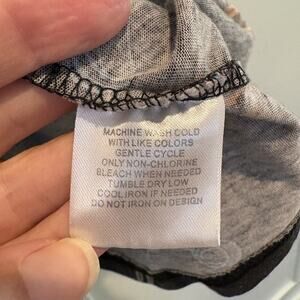 MACHINE WASH COLD
WITH LIKE COLORS
GENTLE CYCLE
ONLY NON-CHLORINE
BLEACH WHEN NEEDED
TUMBLE DRY LOW
COOL IRON IF NEEDED
DO NOT IRON ON DESIGN